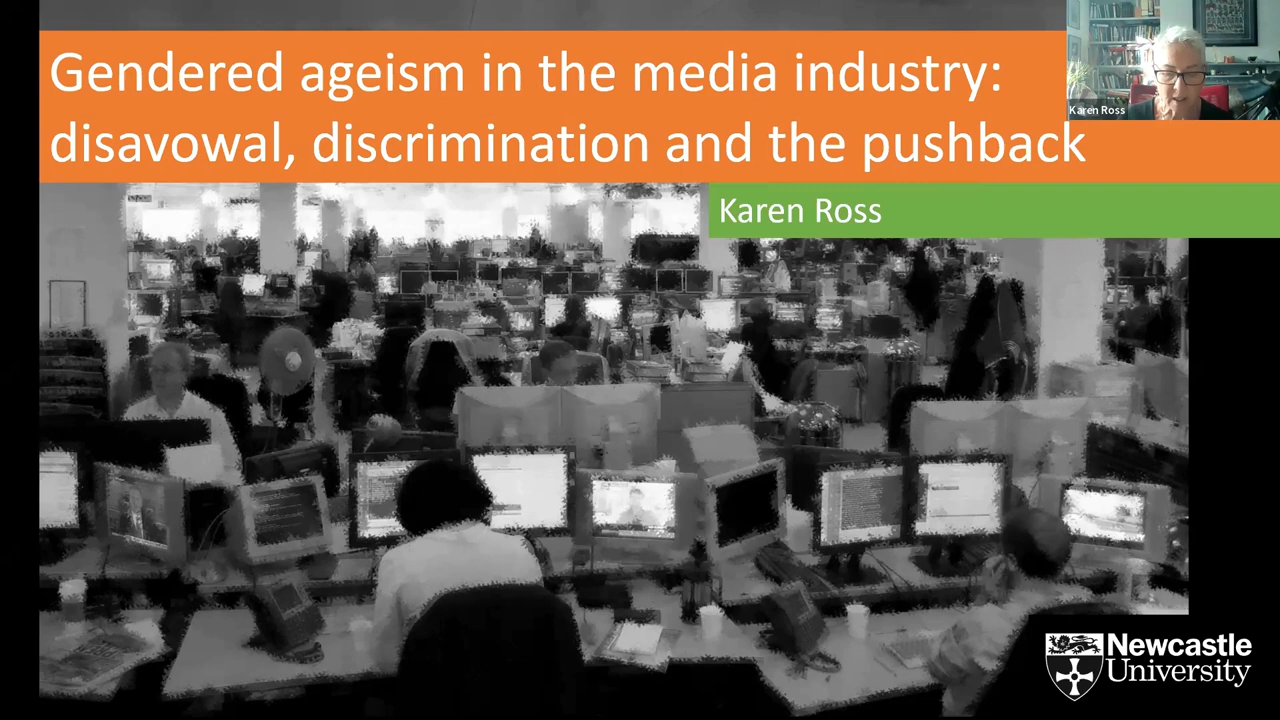 Gendered ageism in the media industry:
disavowal, discrimination and the pushback
Karen Ross
Karen Ross
Newcastle
University